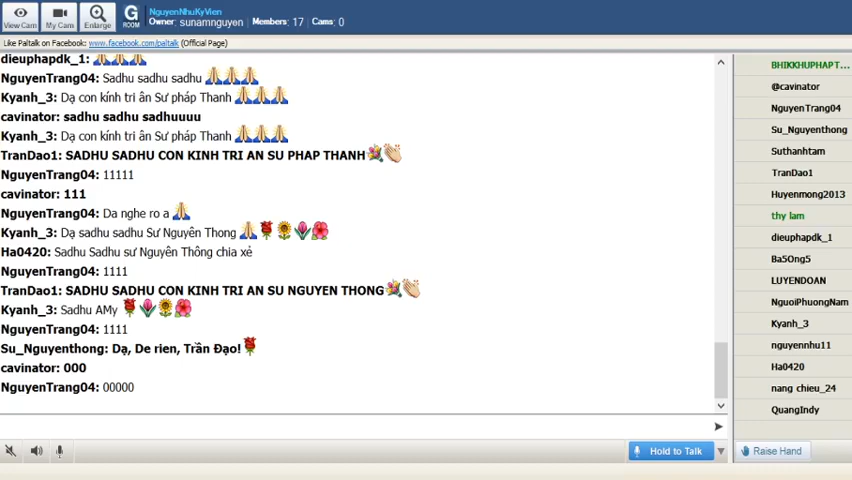 View Cam
My Cam
Enlarge
G
ROOM
NguyenNhuKyVien
Owner: sunamnguyen Members: 17 Cams: 0
Like Paltalk on Facebook: www.facebook.com/paltalk (Official Page)
dieuphapdk_1:
NguyenTrang04: Sadhu sadhu sadhu
Kyanh_3: Dạ con kính tri ân Sư pháp Thanh
cavinator: sadhu sadhu sadhuuuu
Kyanh_3: Dạ con kính tri ân Sư pháp Thanh
TranDao1: SADHU SADHU CON KINH TRI AN SU PHAP THANH
NguyenTrang04: 11111
cavinator: 111
NguyenTrang04: Da nghe ro a
Kyanh_3: Dạ sadhu sadhu Sư Nguyên Thong
Ha0420: Sadhu Sadhu sư Nguyên Thông chia xẻ
NguyenTrang04: 1111
TranDao1: SADHU SADHU CON KINH TRI AN SU NGUYEN THONG
Kyanh_3: Sadhu AMy
NguyenTrang04: 1111
Su_Nguyenthong: Dạ, De rien, Trần Đạo!
cavinator: 000
NguyenTrang04: 00000
Hold to Talk
BHIKKHUPHAPT...
@cavinator
NguyenTrang04
Su_Nguyenthong
Suthanhtam
TranDao1
Huyenmong2013
thy lam
dieuphapdk_1
Ba5Ong5
LUYENDOAN
NguoiPhuongNam
Kyanh_3
nguyennhu11
Ha0420
nang chieu_24
QuangIndy
Raise Hand